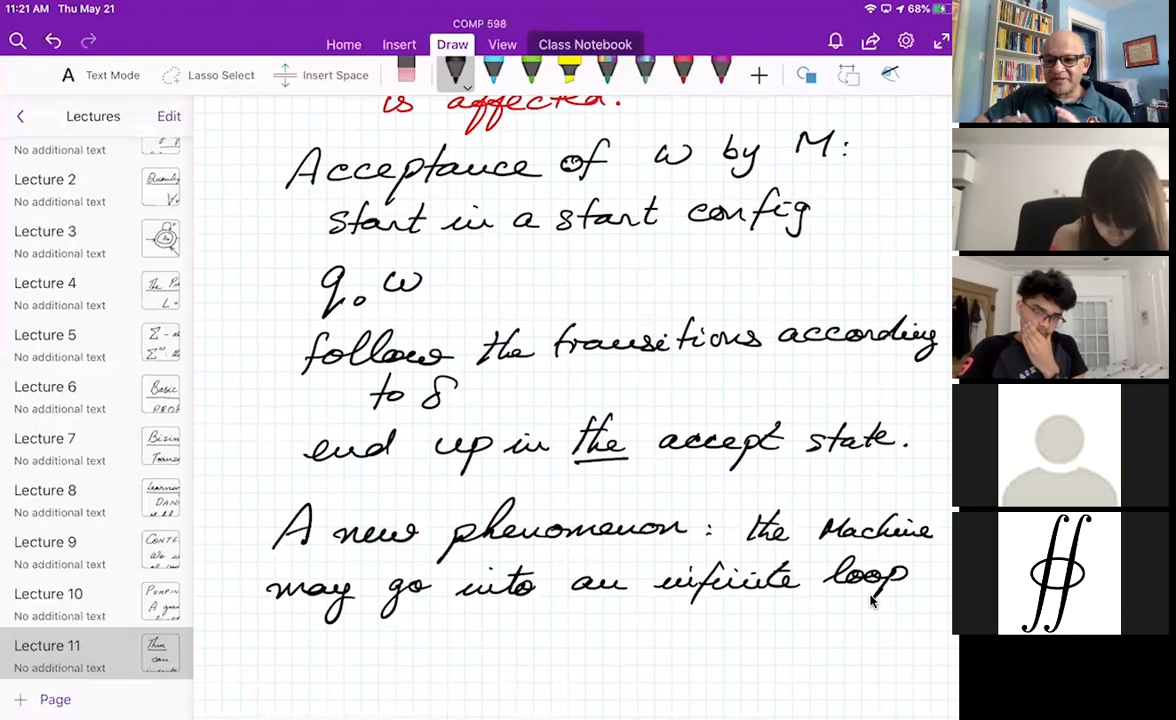 11:21 AM Thu May 21
68%
COMP 598
Home Insert Draw View Class Notebook
A Text Mode
Lasso Select
Insert Space
Lectures
Edit
is affected.
No additional text
Lecture 2
No additional text
Lecture 3
No additional text
Lecture 4
No additional text
Lecture 5
No additional text
Lecture 6
No additional text
Lecture 7
No additional text
Lecture 8
No additional text
Lecture 9
No additional text
Lecture 10
No additional text
Lecture 11
No additional text
+ Page
Acceptance of w by M:
start in a start config
q₀ w
follow the transitions according
to δ
end up in the accept state.
A new phenomenon: the Machine
may go into an infinite loop